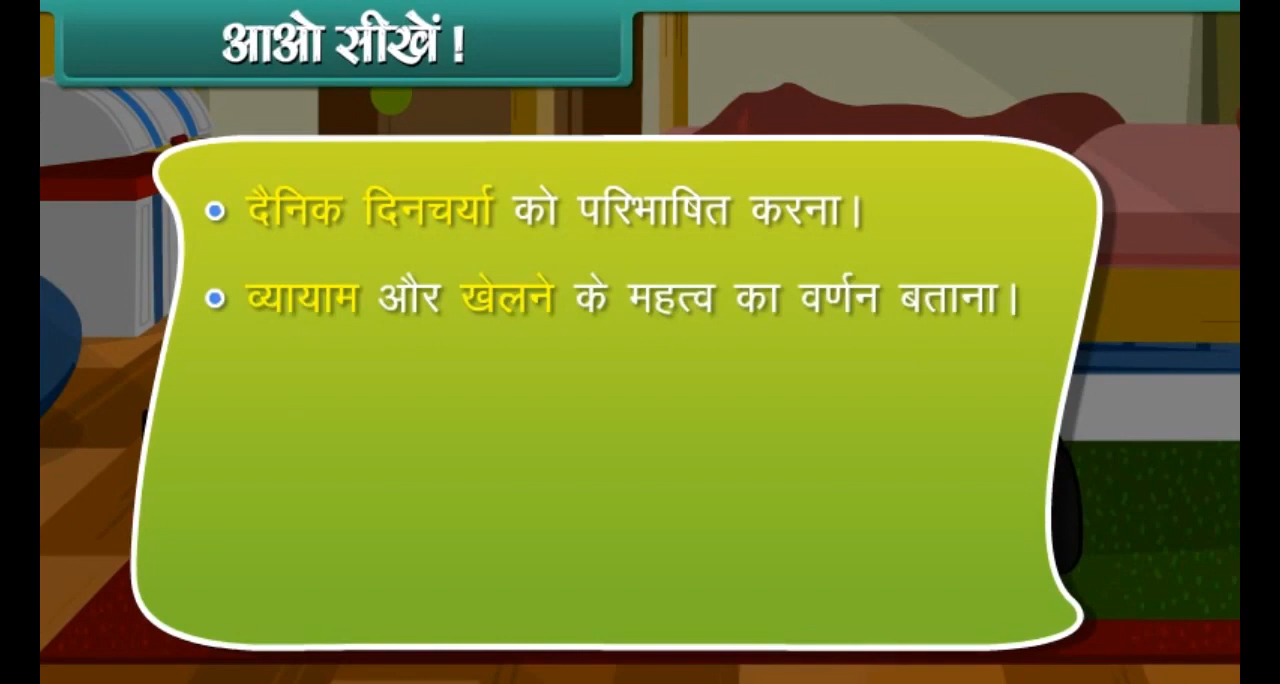 आओ सीखें !
• दैनिक दिनचर्या को परिभाषित करना।
• व्यायाम और खेलने के महत्व का वर्णन बताना।